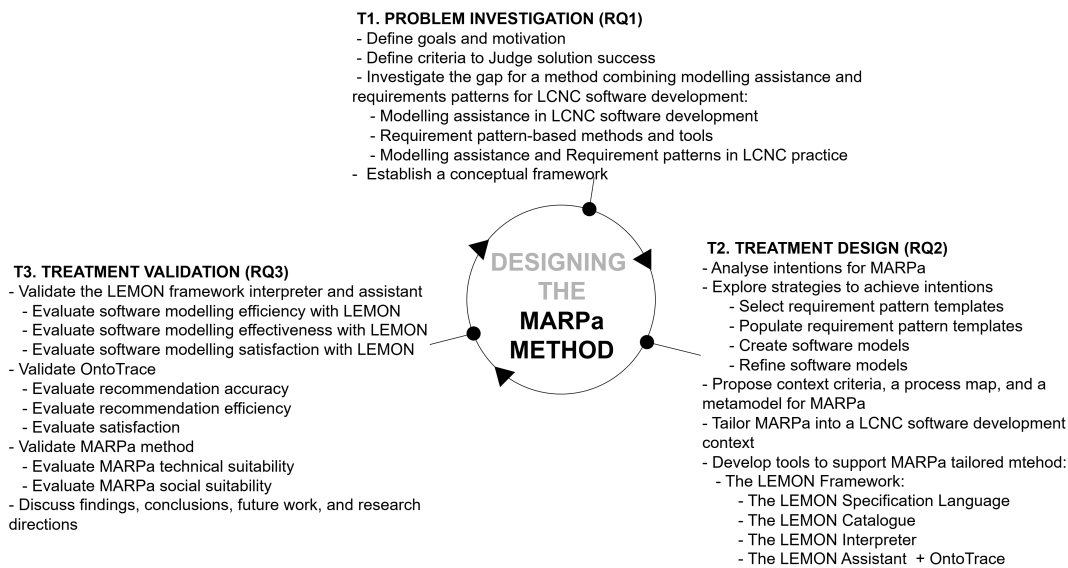 T1. PROBLEM INVESTIGATION (RQ1)
- Define goals and motivation
- Define criteria to Judge solution success
- Investigate the gap for a method combining modelling assistance and
requirements patterns for LCNC software development:
- Modelling assistance in LCNC software development
- Requirement pattern-based methods and tools
- Modelling assistance and Requirement patterns in LCNC practice
- Establish a conceptual framework
DESIGNING
THE
MARPa
METHOD
T2. TREATMENT DESIGN (RQ2)
- Analyse intentions for MARPa
- Explore strategies to achieve intentions
- Select requirement pattern templates
- Populate requirement pattern templates
- Create software models
- Refine software models
- Propose context criteria, a process map, and a
metamodel for MARPa
- Tailor MARPa into a LCNC software development
context
- Develop tools to support MARPa tailored mtehod:
- The LEMON Framework:
- The LEMON Specification Language
- The LEMON Catalogue
- The LEMON Interpreter
- The LEMON Assistant + OntoTrace
T3. TREATMENT VALIDATION (RQ3)
- Validate the LEMON framework interpreter and assistant
- Evaluate software modelling efficiency with LEMON
- Evaluate software modelling effectiveness with LEMON
- Evaluate software modelling satisfaction with LEMON
- Validate OntoTrace
- Evaluate recommendation accuracy
- Evaluate recommendation efficiency
- Evaluate satisfaction
- Validate MARPa method
- Evaluate MARPa technical suitability
- Evaluate MARPa social suitability
- Discuss findings, conclusions, future work, and research
directions